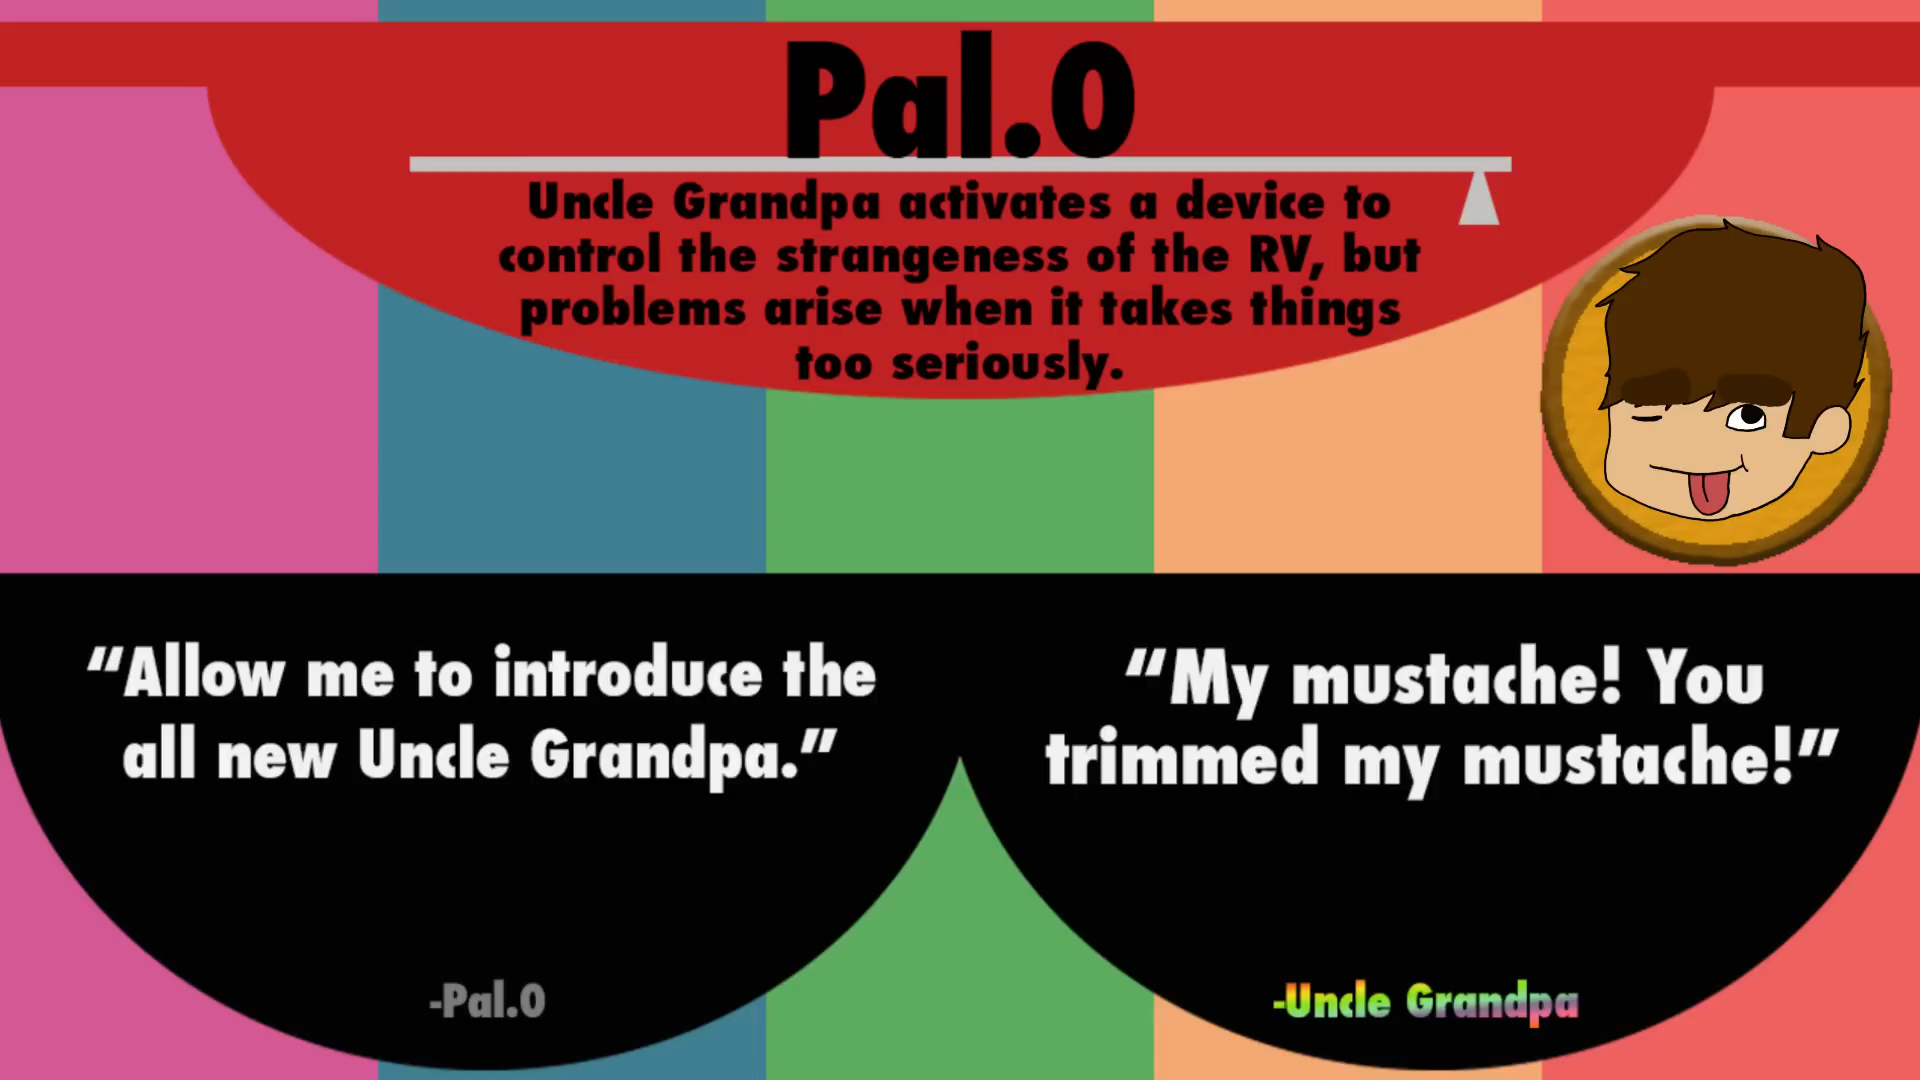 Pal.0
Uncle Grandpa activates a device to
control the strangeness of the RV, but
problems arise when it takes things
too seriously.
“Allow me to introduce the
all new Uncle Grandpa.”
-Pal.0
“My mustache! You
trimmed my mustache!”
-Uncle Grandpa